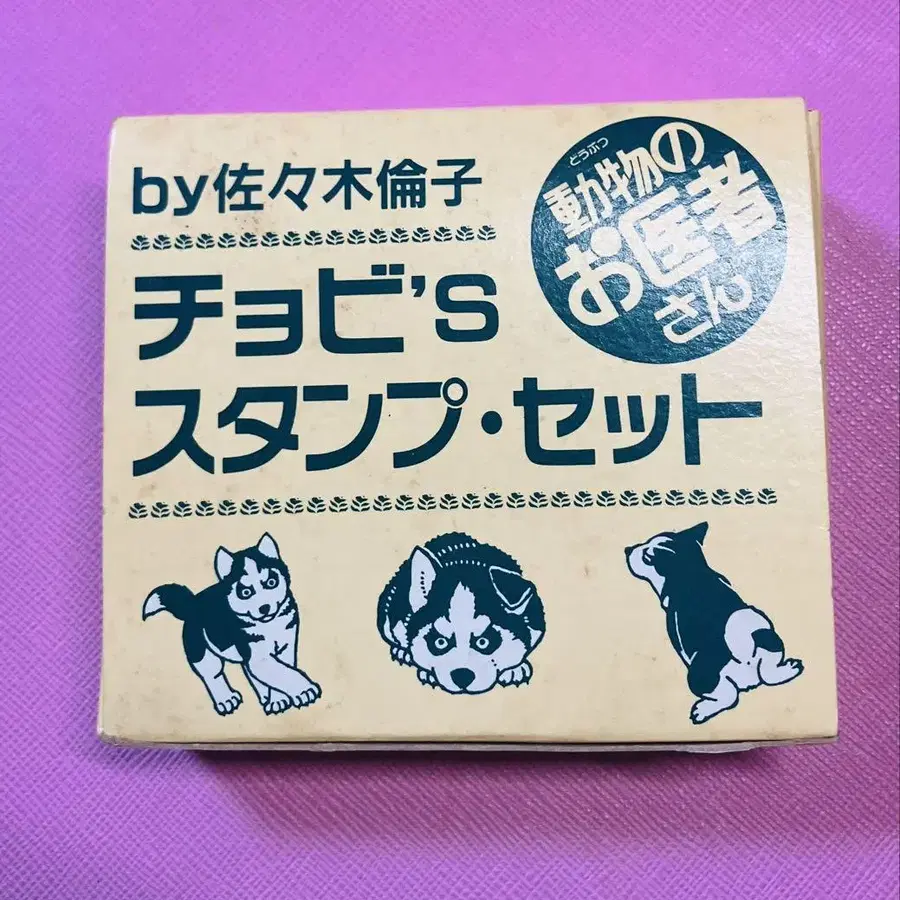 by佐々木倫子
どうぶつ
動物の
お医者
さん
チョビ's
スタンプ・セット